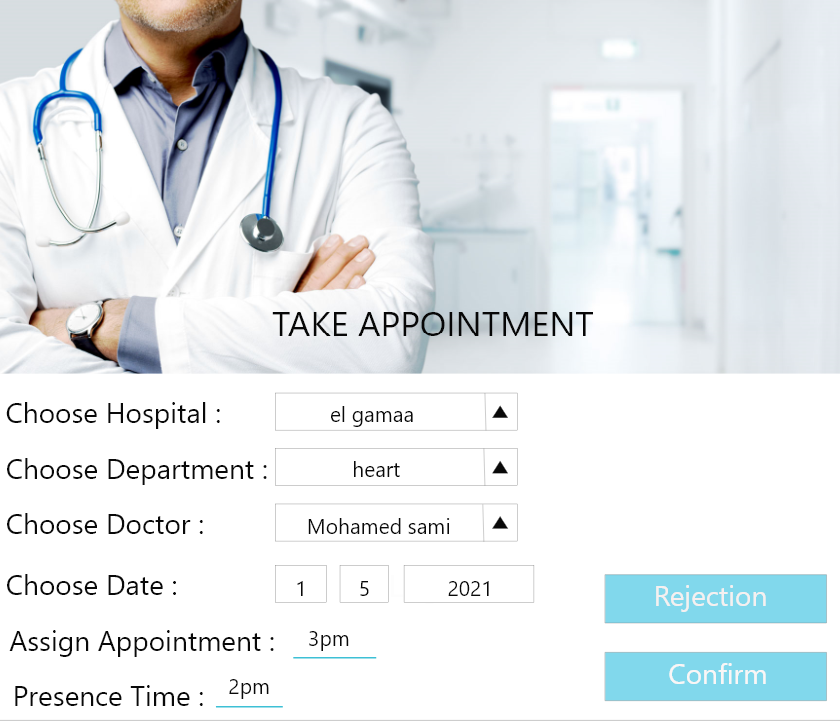 TAKE APPOINTMENT
Choose Hospital : el gamaa
Choose Department : heart
Choose Doctor : Mohamed sami
Choose Date : 1 5 2021
Rejection
Assign Appointment : 3pm
Confirm
Presence Time : 2pm